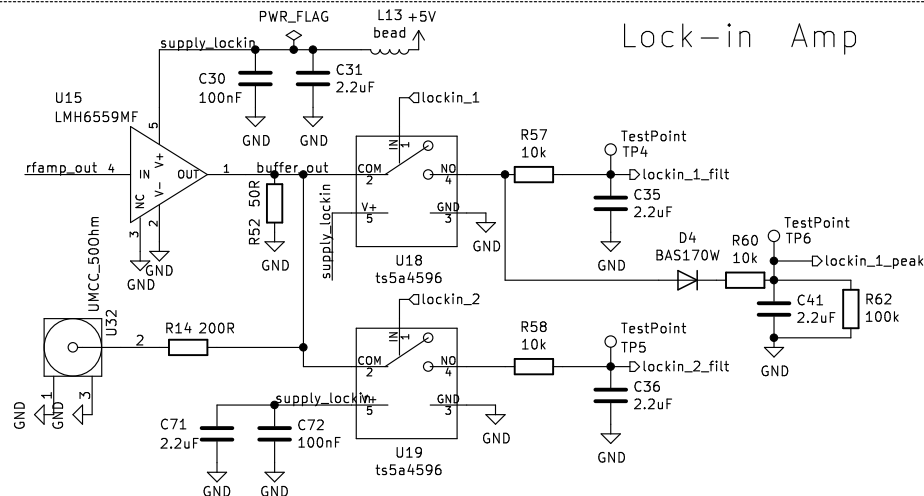 Lock-in Amp
PWR_FLAG
L13 +5V
bead
supply_lockin
C30
100nF
C31
2.2uF
GND
GND
U15
LMH6559MF
5
V+
rfamp_out 4
IN
OUT
1
buffer_out
NC
V-
3
2
GND
GND
R52 50R
GND
lockin_1
IN
1
COM
2
NO
4
V+
5
GND
3
GND
supply_lockin
U18
ts5a4596
R57
10k
TestPoint
TP4
lockin_1_filt
C35
2.2uF
GND
D4
BAS170W
R60
10k
TestPoint
TP6
lockin_1_peak
C41
2.2uF
R62
100k
GND
UMCC_50Ohm
U32
2
R14 200R
1
3
GND
GND
lockin_2
IN
1
COM
2
NO
4
V+
5
GND
3
GND
supply_lockin
U19
ts5a4596
R58
10k
TestPoint
TP5
lockin_2_filt
C36
2.2uF
GND
C71
2.2uF
C72
100nF
GND
GND